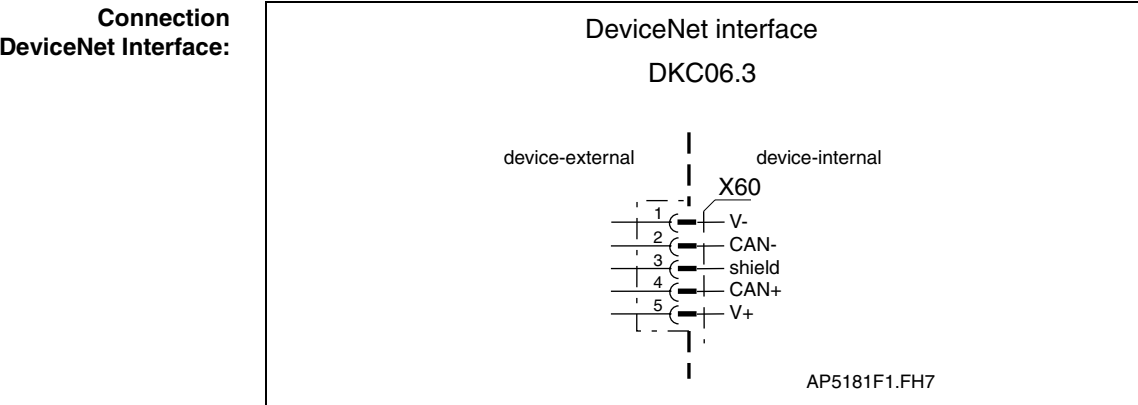 Connection
DeviceNet Interface:
DeviceNet interface
DKC06.3
device-external device-internal
X60
1 V-
2 CAN-
3 shield
4 CAN+
5 V+
AP5181F1.FH7